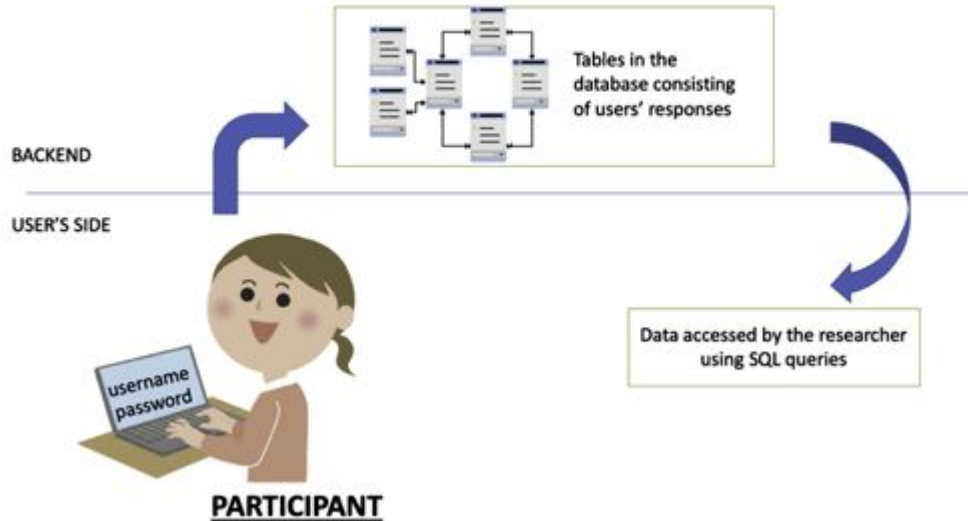 Tables in the
database consisting
of users' responses
BACKEND
USER'S SIDE
username
password
Data accessed by the researcher
using SQL queries
PARTICIPANT